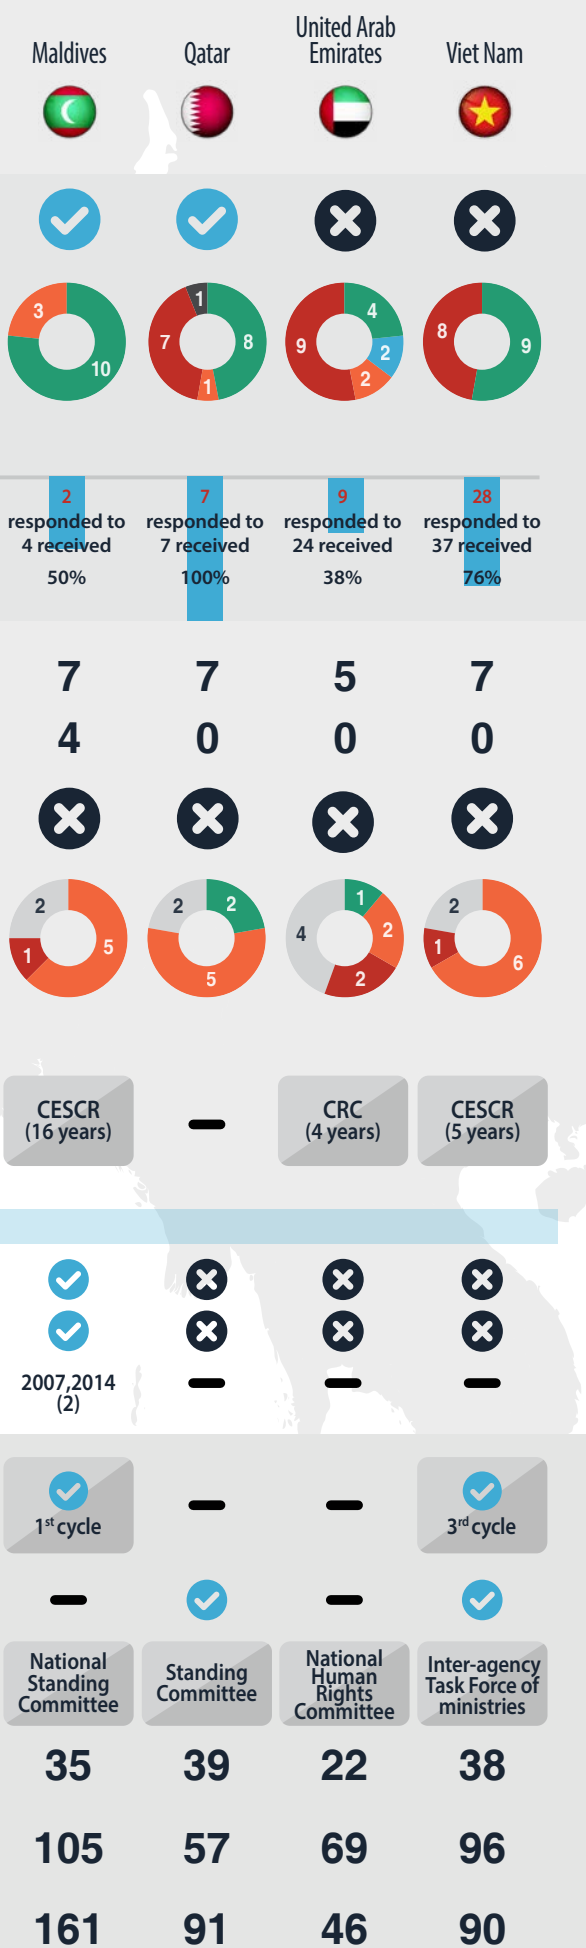 Maldives
Qatar
United Arab
Emirates
Viet Nam
3
10
1
7
8
1
4
9
2
2
8
9
2
7
9
28
responded to
responded to
responded to
responded to
4 received
7 received
24 received
37 received
50%
100%
38%
76%
7
7
5
7
4
0
0
0
2
1
5
2
2
5
1
4
2
2
2
1
6
CESCR
(16 years)
CRC
(4 years)
CESCR
(5 years)
2007,2014
(2)
1st cycle
3rd cycle
National
Standing
Committee
Standing
Committee
National
Human
Rights
Committee
Inter-agency
Task Force of
ministries
35
39
22
38
105
57
69
96
161
91
46
90